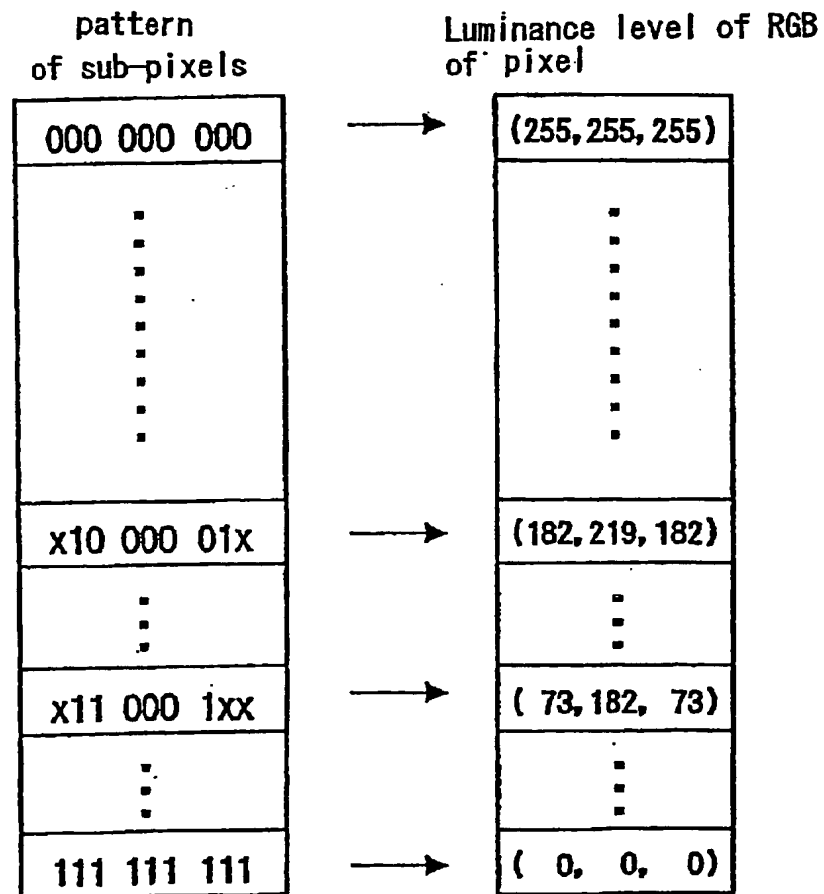 pattern
of sub-pixels
Luminance level of RGB
of pixel
000 000 000
(255,255,255)
x10 000 01x
(182,219,182)
x11 000 1xx
( 73,182, 73)
111 111 111
( 0, 0, 0)